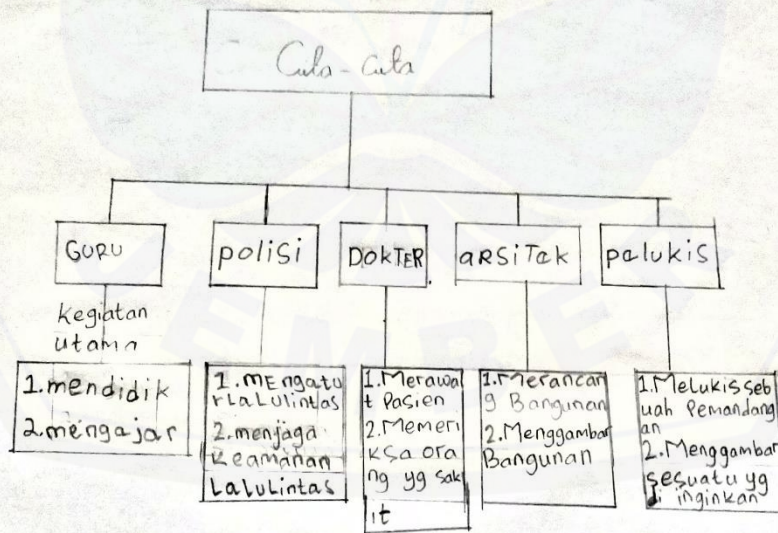 Cita-cita
GURU
polisi
DOKTER.
aRSiTek
pelukis
kegiatan
utama
1.mendidik
2.mengajar
1.mEngatu
rLaLulintas
2.menjaga
Keamanan
LaLuLintas
1.Merawa
t Pasien
2.Memeri
ksa ora
ng yg sak
it
1.Merancan
g Bangunan
2.Menggambar
Bangunan
1.Melukis seb
uah Pemandang
an
2.Menggambar
sesuatu yg
di inginkan
JEMBER